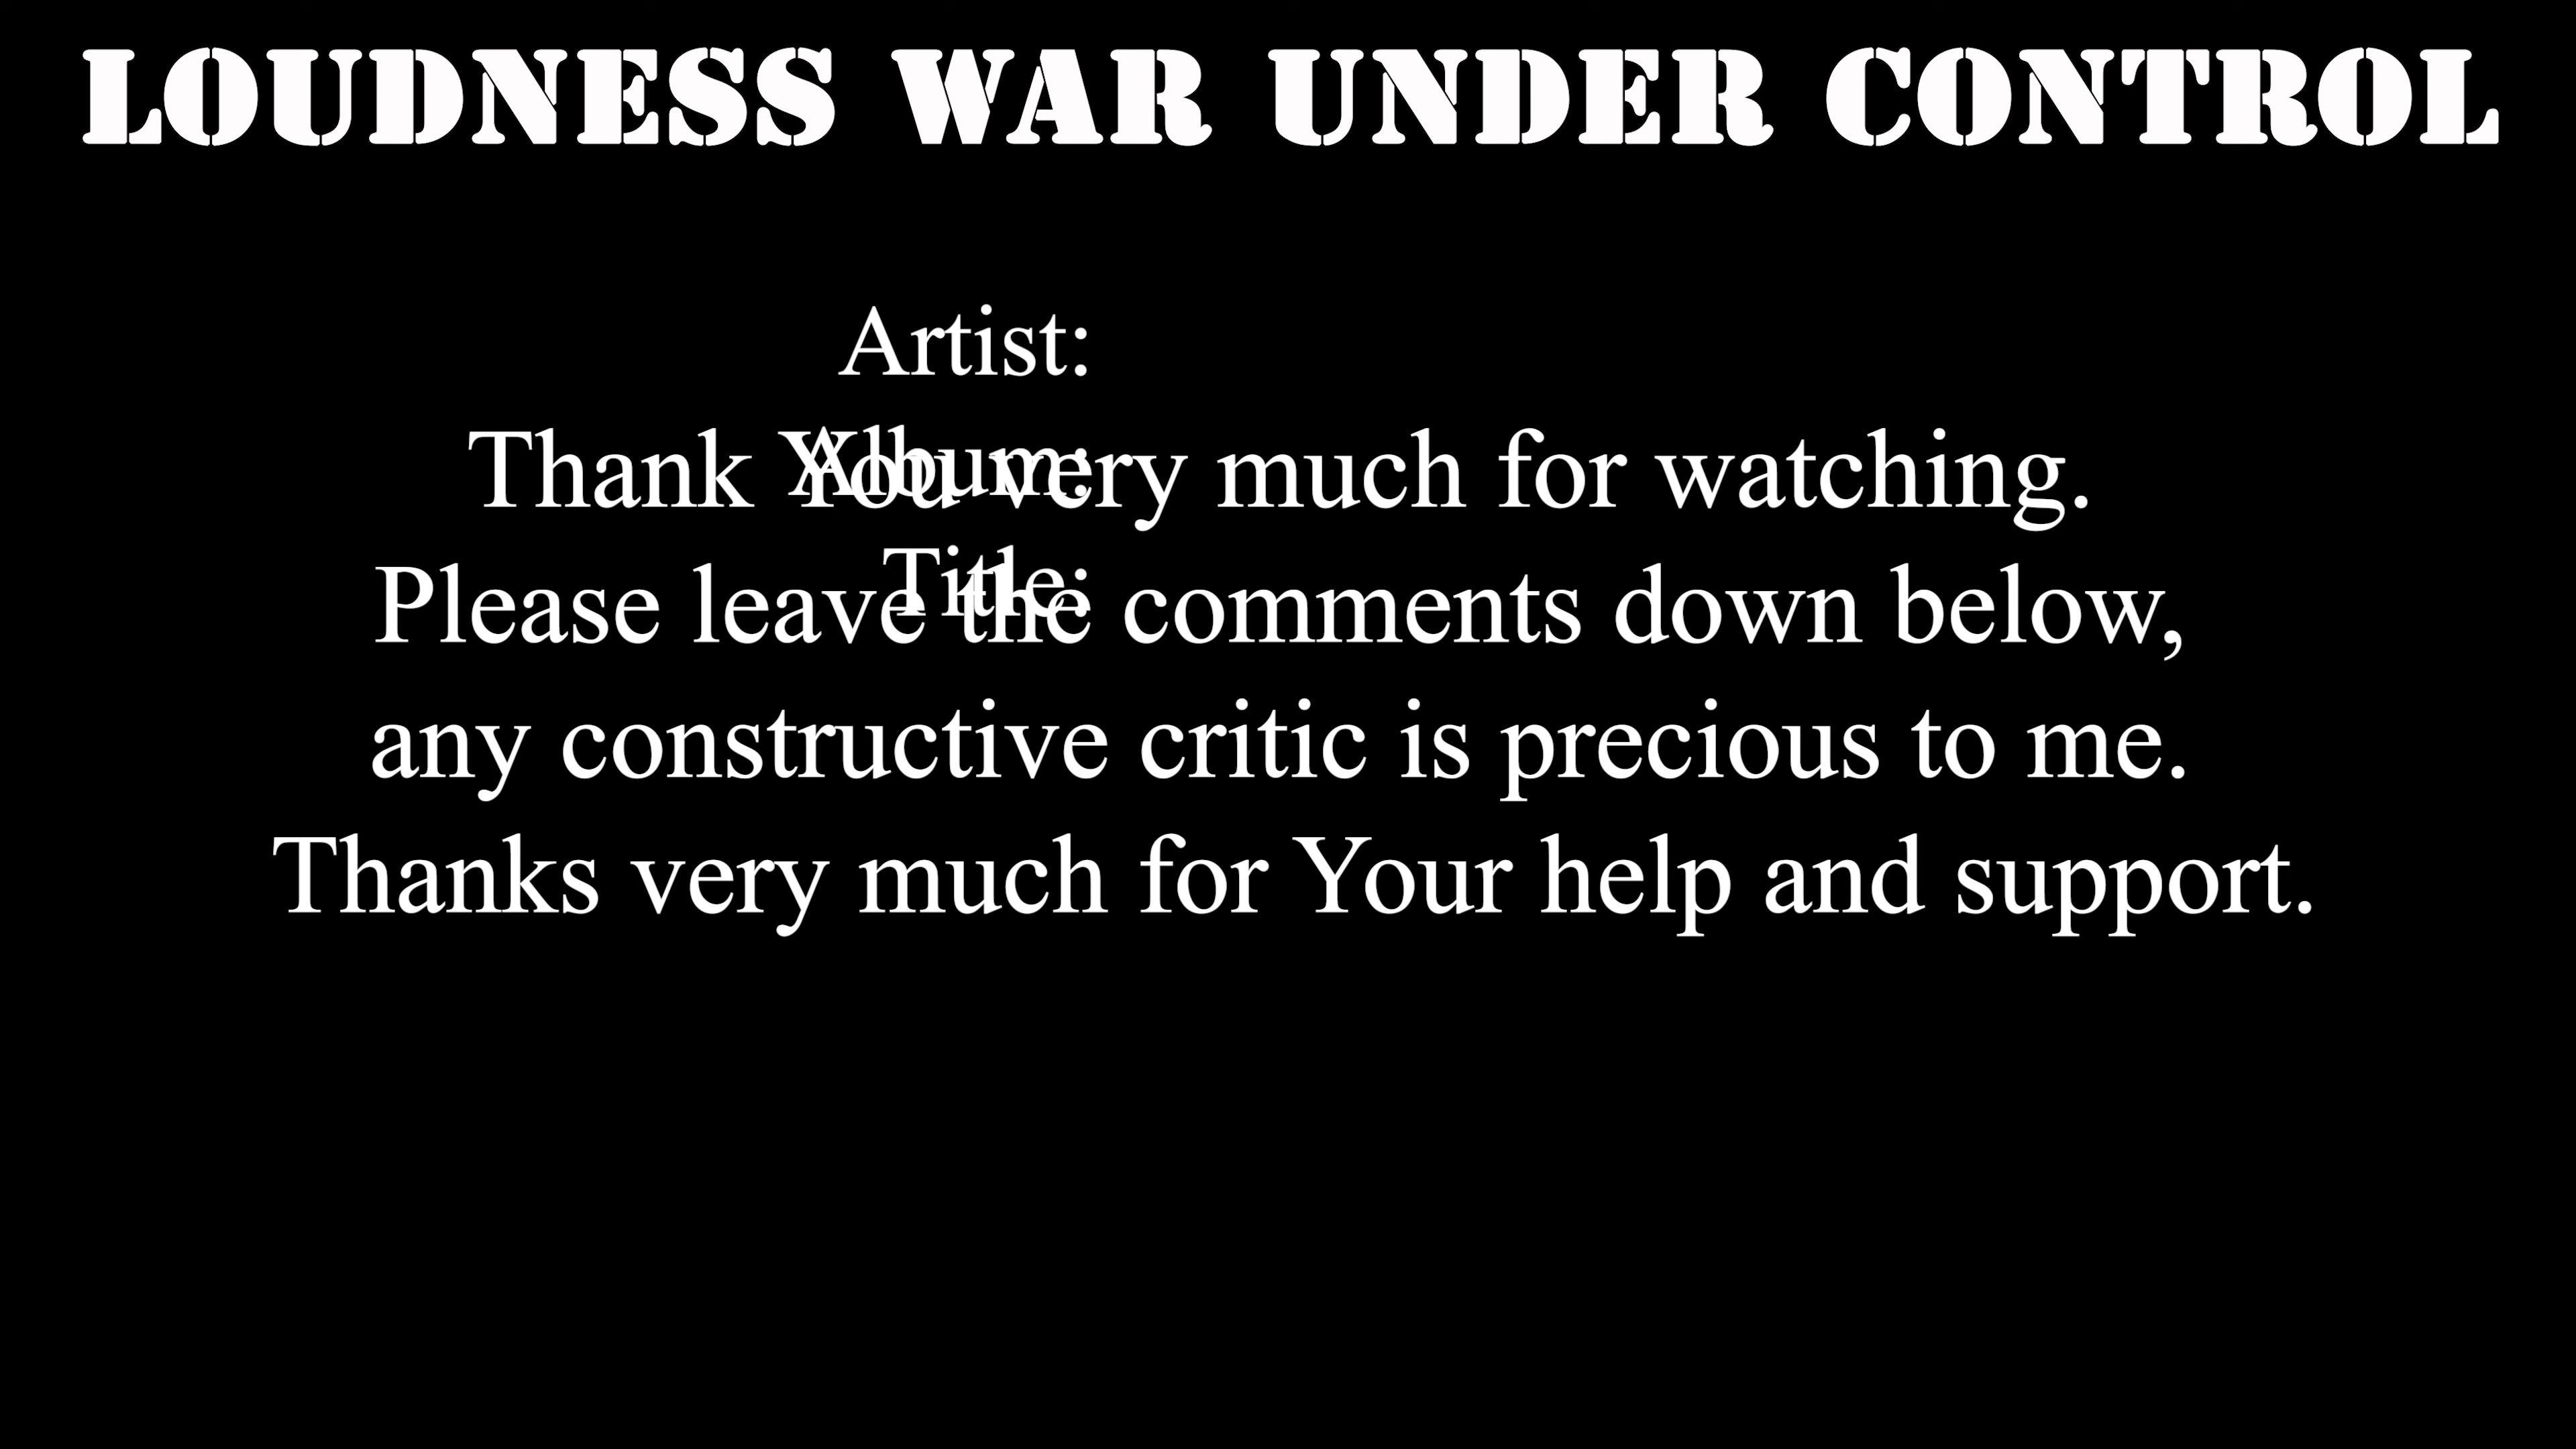 LOUDNESS WAR UNDER CONTROL
Artist:
Album:
Thank You very much for watching.
Title:
Please leave the comments down below,
any constructive critic is precious to me.
Thanks very much for Your help and support.